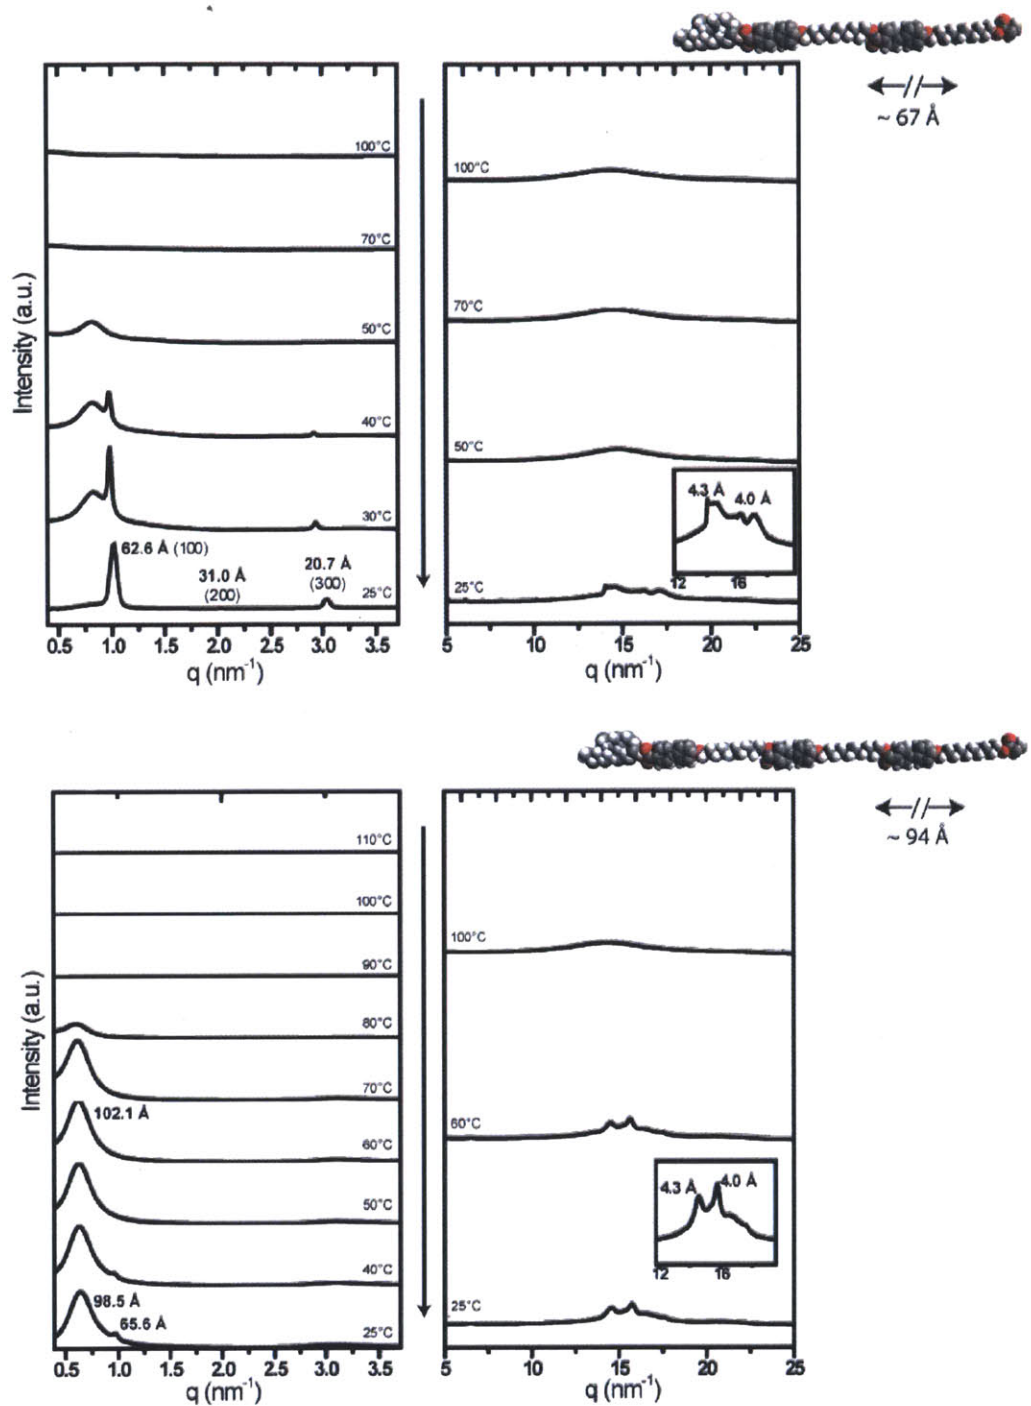 ~ 67 Å
100°C
70°C
50°C
40°C
30°C
25°C
62.6 Å (100)
31.0 Å
(200)
20.7 Å
(300)
Intensity (a.u.)
0.5 1.0 1.5 2.0 2.5 3.0 3.5
q (nm⁻¹)
100°C
70°C
50°C
25°C
4.3 Å
4.0 Å
12 16
5 10 15 20 25
q (nm⁻¹)
~ 94 Å
110°C
100°C
90°C
80°C
70°C
102.1 Å
60°C
50°C
40°C
98.5 Å
65.6 Å
25°C
Intensity (a.u.)
0.5 1.0 1.5 2.0 2.5 3.0 3.5
q (nm⁻¹)
100°C
60°C
4.3 Å
4.0 Å
12 16
25°C
5 10 15 20 25
q (nm⁻¹)